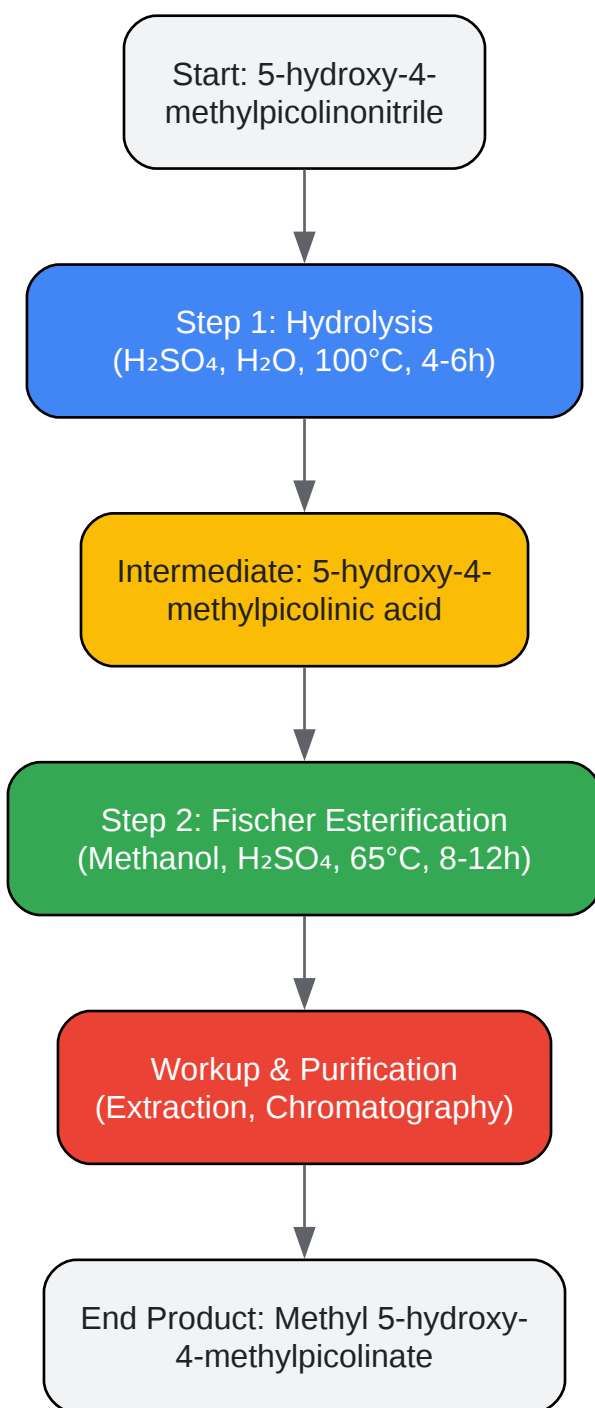 Start: 5-hydroxy-4-
methylpicolinonitrile
Step 1: Hydrolysis
(H₂SO₄, H₂O, 100°C, 4-6h)
Intermediate: 5-hydroxy-4-
methylpicolinic acid
Step 2: Fischer Esterification
(Methanol, H₂SO₄, 65°C, 8-12h)
Workup & Purification
(Extraction, Chromatography)
End Product: Methyl 5-hydroxy-
4-methylpicolinate